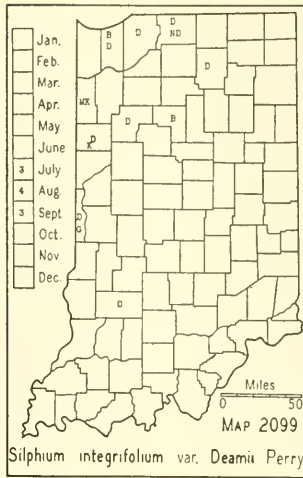 Jan.
Feb.
Mar.
Apr.
May
June
3 July
4 Aug.
3 Sept
Oct.
Nov
Dec.
D
B D ND
D
D
WK
D B
D
K
D
G
D
Miles
0 50
MAP 2099
Silphium integrifolium var. Deamii Perry